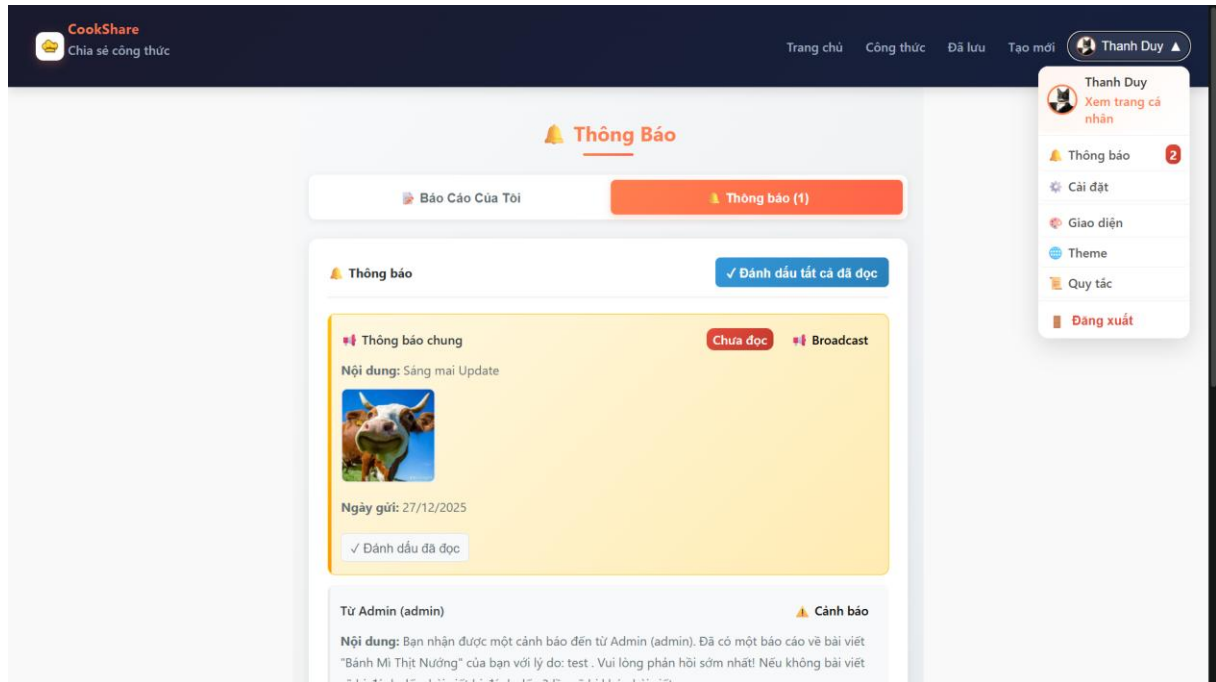 CookShare
Chia sẻ công thức
Trang chủ Công thức Đã lưu Tạo mới Thanh Duy ▲
Thanh Duy
Xem trang cá
nhân
Thông báo 2
Cài đặt
Giao diện
Theme
Quy tắc
Đăng xuất
Thông Báo
Báo Cáo Của Tôi Thông báo (1)
Thông báo ✓ Đánh dấu tất cả đã đọc
Thông báo chung Chưa đọc Broadcast
Nội dung: Sáng mai Update
Ngày gửi: 27/12/2025
✓ Đánh dấu đã đọc
Từ Admin (admin) Cảnh báo
Nội dung: Bạn nhận được một cảnh báo đến từ Admin (admin). Đã có một báo cáo về bài viết
"Bánh Mì Thịt Nướng" của bạn với lý do: test . Vui lòng phản hồi sớm nhất! Nếu không bài viết